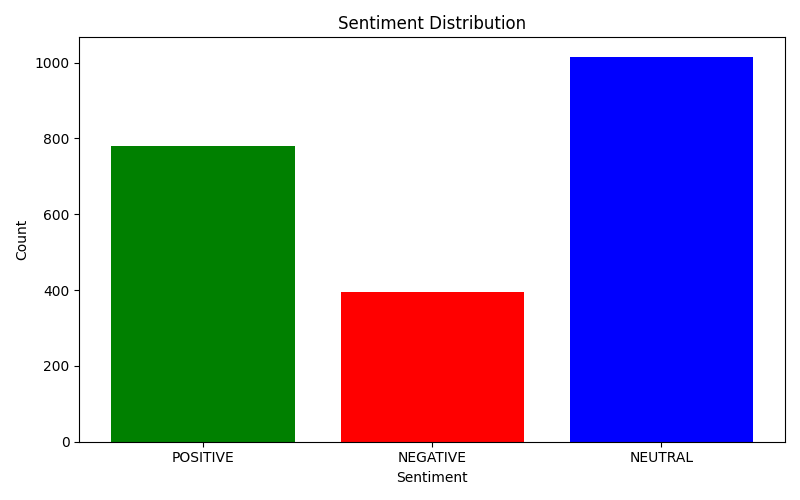 Sentiment Distribution
Count
1000
800
600
400
200
0
POSITIVE NEGATIVE NEUTRAL
Sentiment